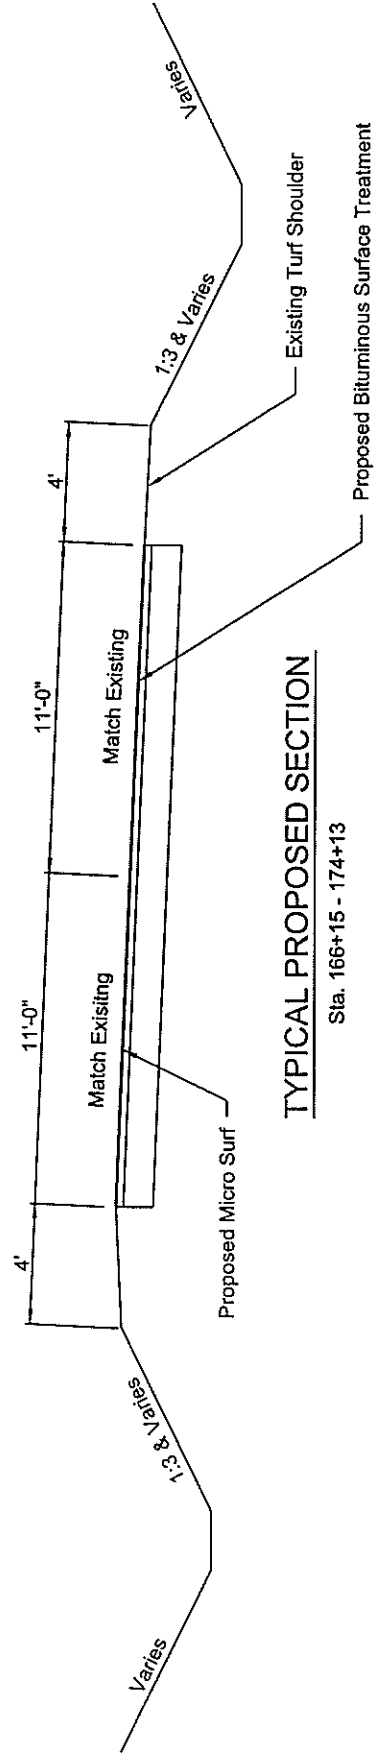 4'
11'-0"
11'-0"
4'
Match Exisitng
Match Existing
Varies
1:3 & Varies
1:3 & Varies
Varies
Proposed Micro Surf
Existing Turf Shoulder
Proposed Bituminous Surface Treatment
TYPICAL PROPOSED SECTION
Sta. 166+15 - 174+13